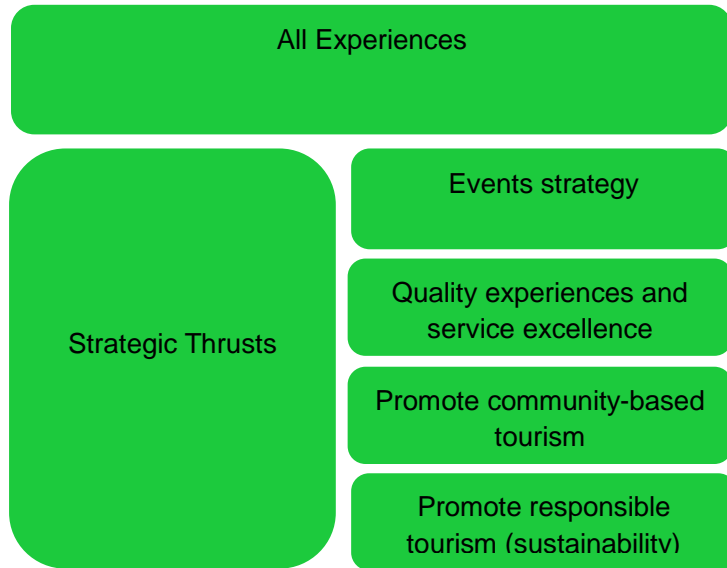 All Experiences
Strategic Thrusts
Events strategy
Quality experiences and
service excellence
Promote community-based
tourism
Promote responsible
tourism (sustainability)